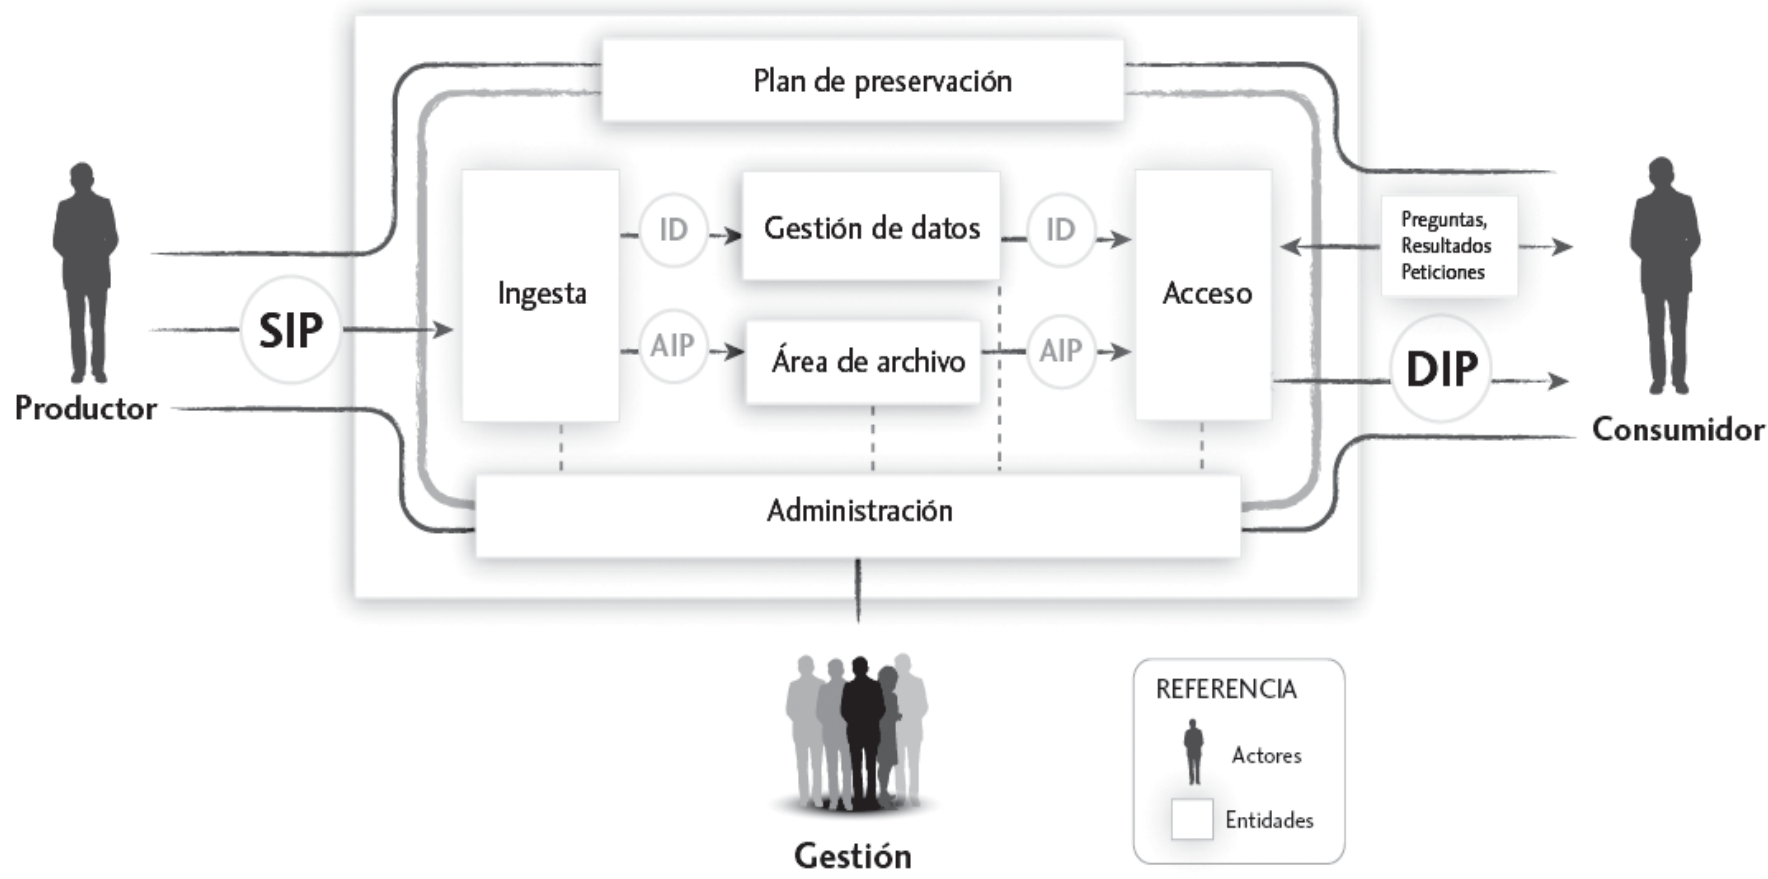 Plan de preservación
Ingesta
ID
Gestión de datos
ID
Acceso
Preguntas,
Resultados
Peticiones
SIP
AIP
Área de archivo
AIP
DIP
Productor
Consumidor
Administración
Gestión
REFERENCIA
Actores
Entidades